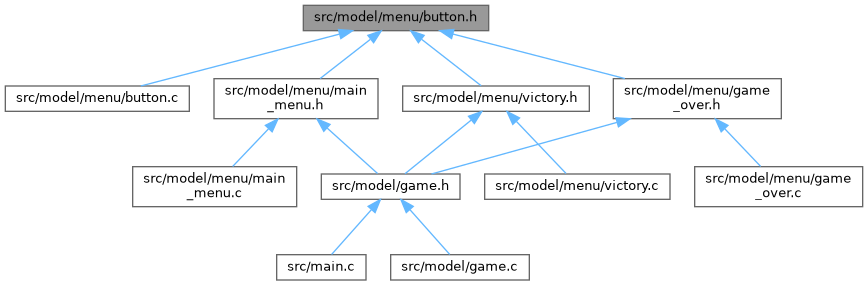 src/model/menu/button.h
src/model/menu/button.c
src/model/menu/main
_menu.h
src/model/menu/victory.h
src/model/menu/game
_over.h
src/model/menu/main
_menu.c
src/model/game.h
src/model/menu/victory.c
src/model/menu/game
_over.c
src/main.c
src/model/game.c